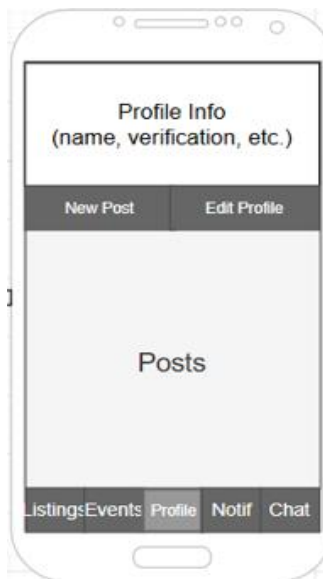 Profile Info
(name, verification, etc.)
New Post Edit Profile
Posts
Listings Events Profile Notif Chat